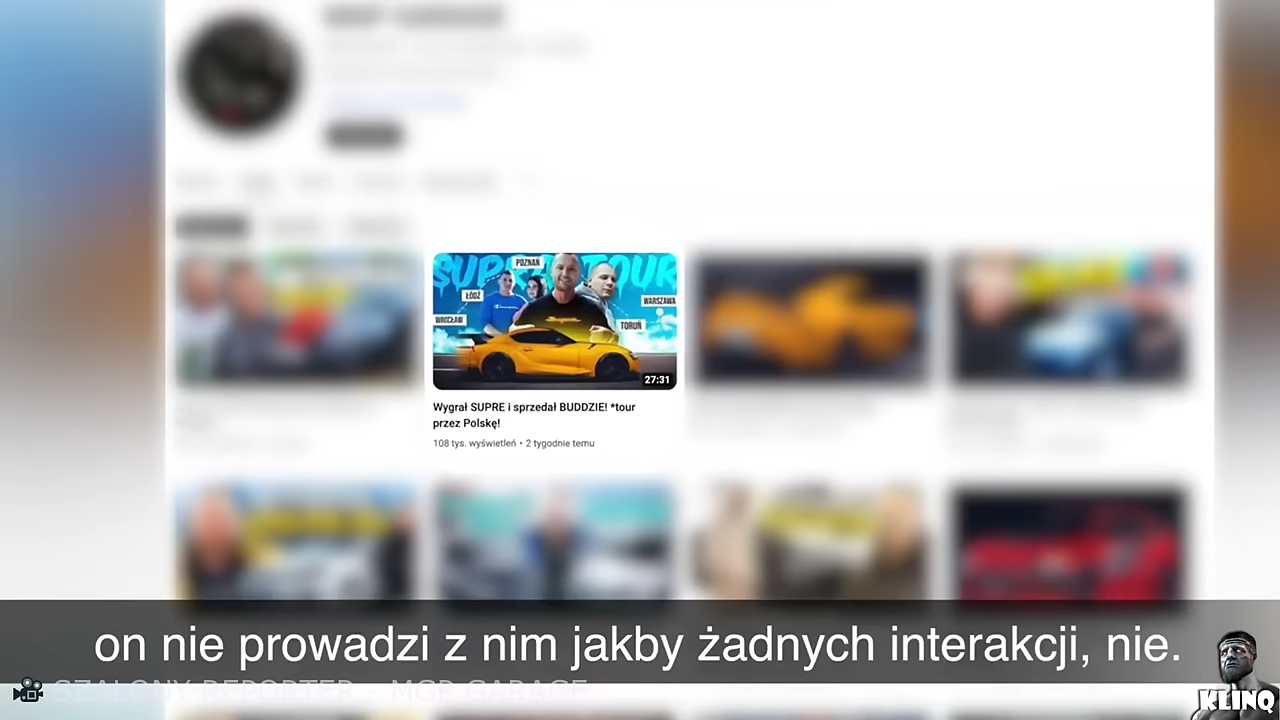 SUPRA TOUR
POZNAŃ
ŁÓDŹ
WARSZAWA
WROCŁAW
TORUŃ
27:31
Wygrał SUPRE i sprzedał BUDDZIE! *tour
przez Polskę!
108 tys. wyświetleń • 2 tygodnie temu
on nie prowadzi z nim jakby żadnych interakcji, nie.
SZALONY REPORTER - MGP GARAGE
KLINQ